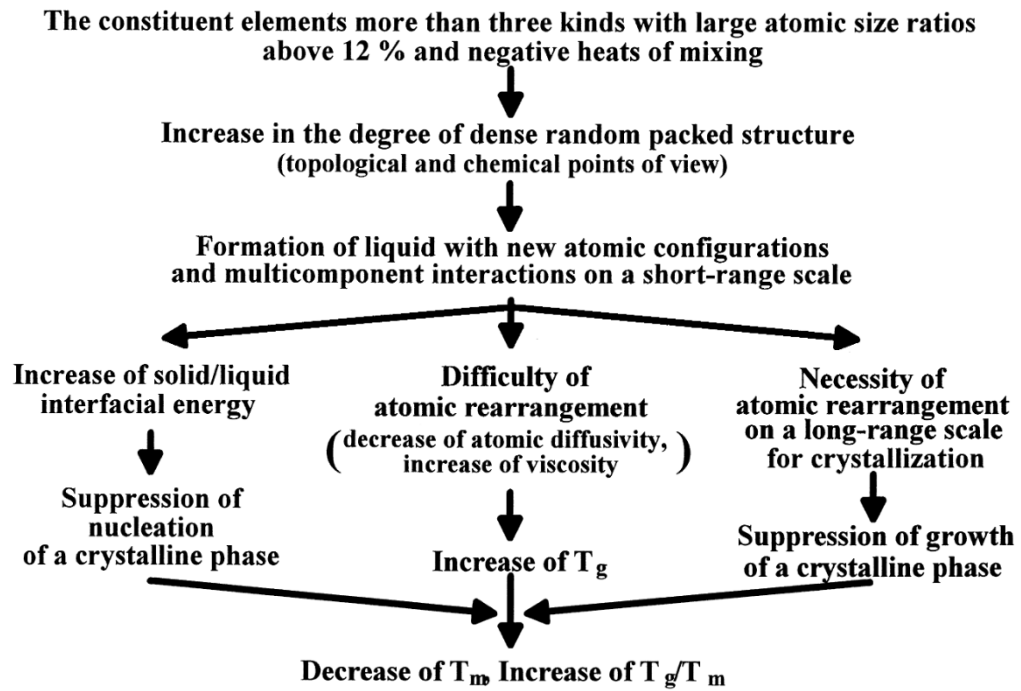 The constituent elements more than three kinds with large atomic size ratios
above 12 % and negative heats of mixing
Increase in the degree of dense random packed structure
(topological and chemical points of view)
Formation of liquid with new atomic configurations
and multicomponent interactions on a short-range scale
Increase of solid/liquid
interfacial energy
Suppression of
nucleation
of a crystalline phase
Difficulty of
atomic rearrangement
(decrease of atomic diffusivity,
increase of viscosity)
Increase of Tg
Necessity of
atomic rearrangement
on a long-range scale
for crystallization
Suppression of growth
of a crystalline phase
Decrease of Tm, Increase of Tg/Tm